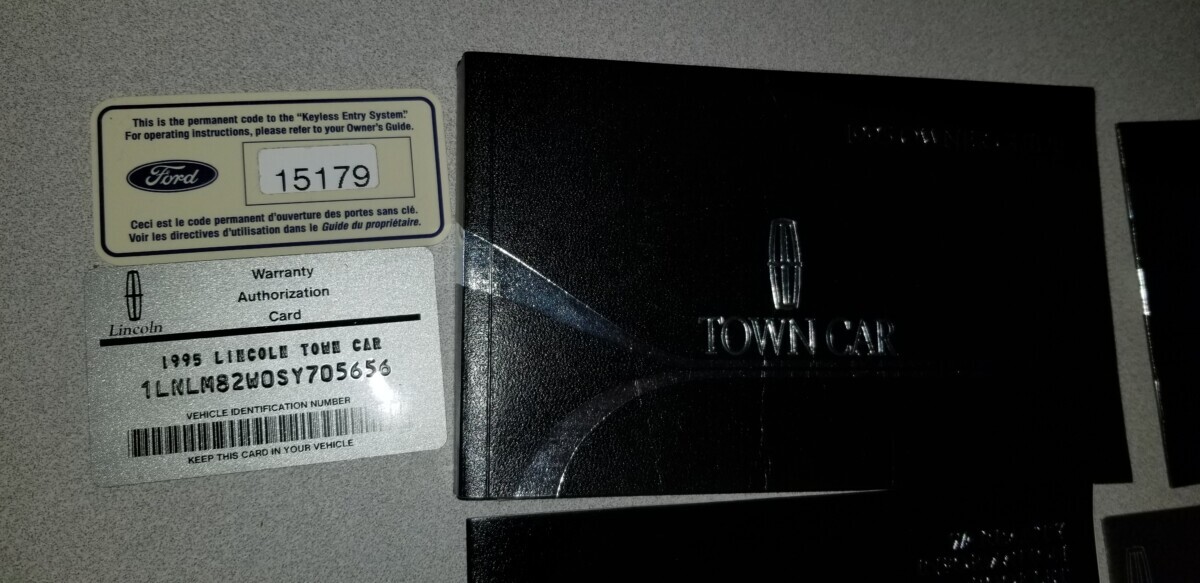 This is the permanent code to the "Keyless Entry System."
For operating instructions, please refer to your Owner's Guide.
Ford
15179
Ceci est le code permanent d'ouverture des portes sans clé.
Voir les directives d'utilisation dans le Guide du propriétaire.
Lincoln
Warranty
Authorization
Card
1995 LINCOLN TOWN CAR
1LNLM82W0SY705656
VEHICLE IDENTIFICATION NUMBER
KEEP THIS CARD IN YOUR VEHICLE
TOWN CAR